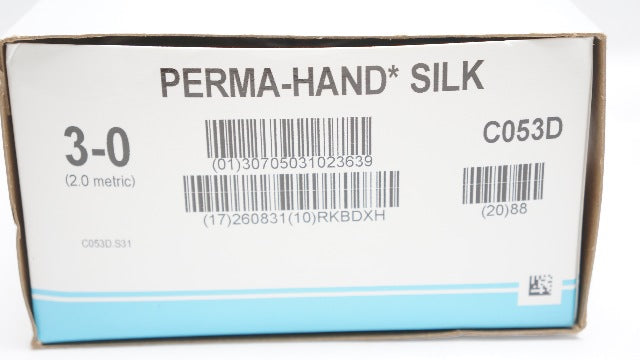 PERMA-HAND* SILK
3-0
(2.0 metric)
C053D
(01)30705031023639
(17)260831(10)RKBDXH
(20)88
C053D.S31